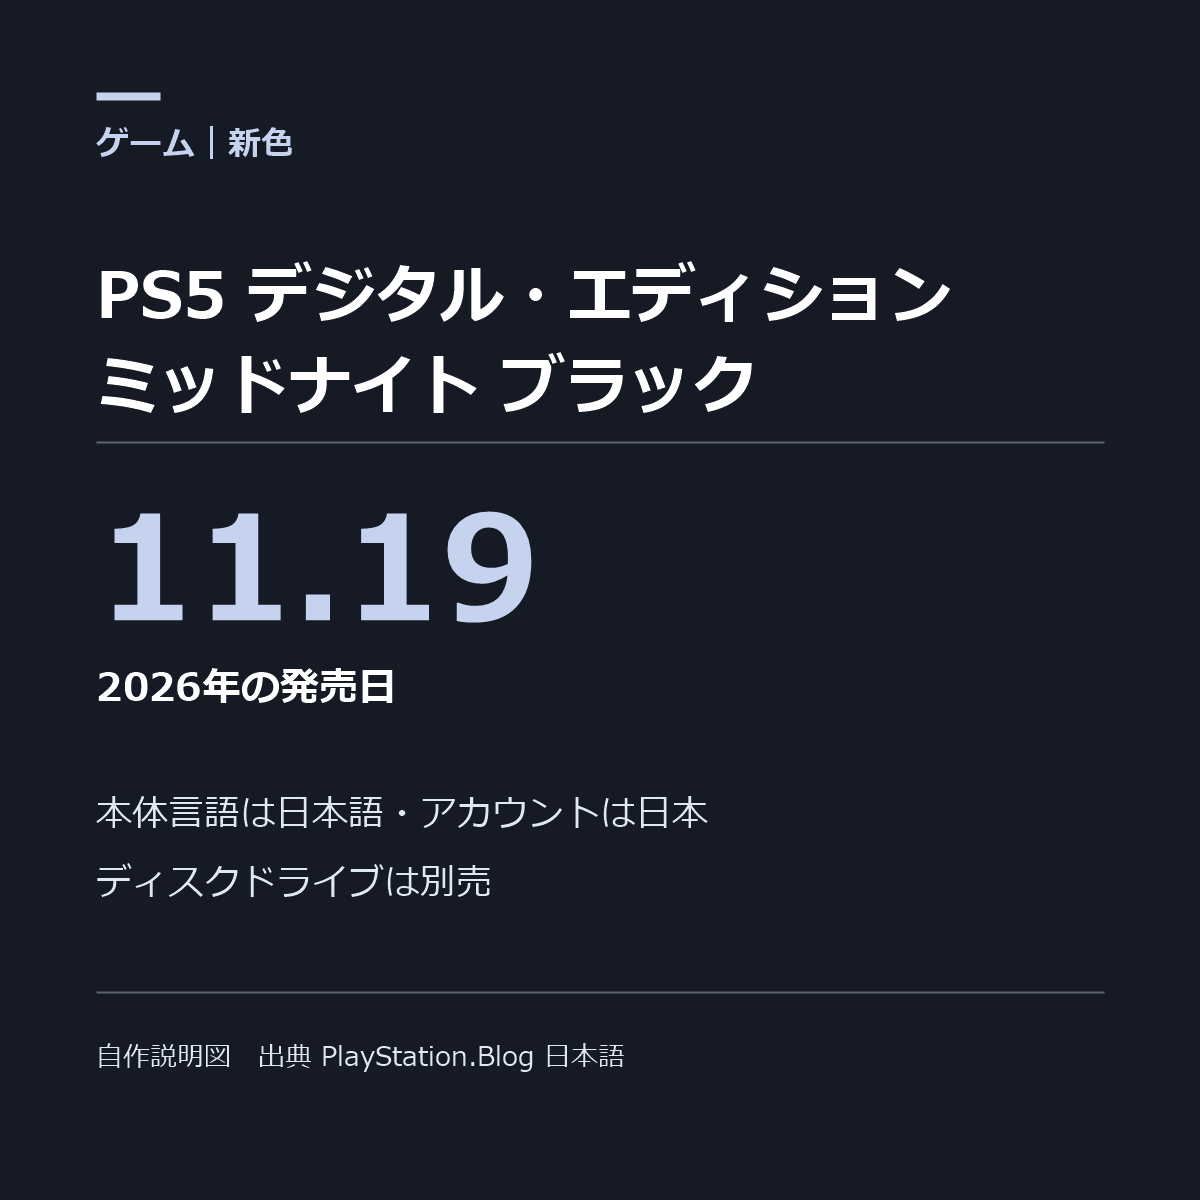 ゲーム｜新色
PS5 デジタル・エディション
ミッドナイト ブラック
11.19
2026年の発売日
本体言語は日本語・アカウントは日本
ディスクドライブは別売
自作説明図　出典 PlayStation.Blog 日本語